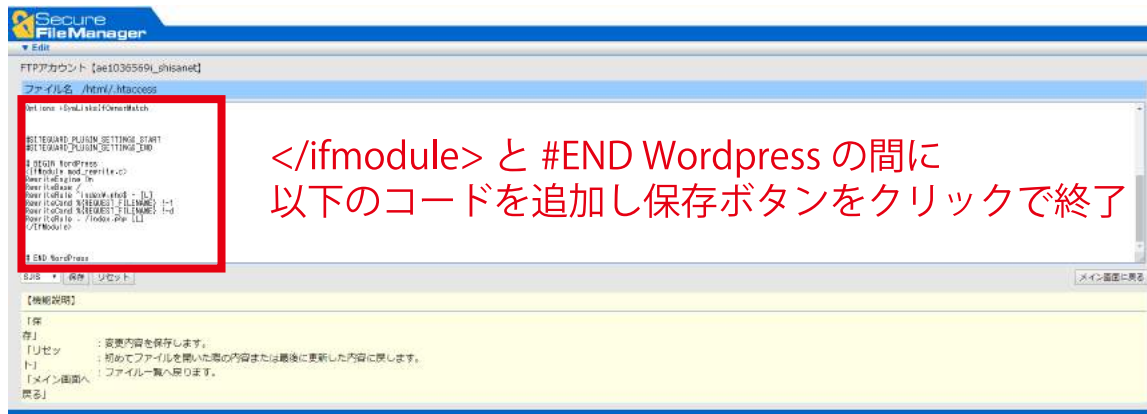 Secure
FileManager
▼ Edit
FTPアカウント【ae1036569i_shisanet】
ファイル名 /html/.htaccess
Options +SymLinksIfOwnerMatch
#SITEGUARD_PLUGIN_SETTINGS_START
#SITEGUARD_PLUGIN_SETTINGS_END
# BEGIN WordPress
<IfModule mod_rewrite.c>
RewriteEngine On
RewriteBase /
RewriteRule ^index¥.php$ - [L]
RewriteCond %{REQUEST_FILENAME} !-f
RewriteCond %{REQUEST_FILENAME} !-d
RewriteRule . /index.php [L]
</IfModule>
# END WordPress
</ifmodule> と #END Wordpress の間に
以下のコードを追加し保存ボタンをクリックで終了
SJIS ▼ 保存 リセット
メイン画面に戻る
【機能説明】
「保
存」
：変更内容を保存します。
「リセッ
ト」
：初めてファイルを開いた際の内容または最後に更新した内容に戻します。
「メイン画面へ
戻る」
：ファイル一覧へ戻ります。